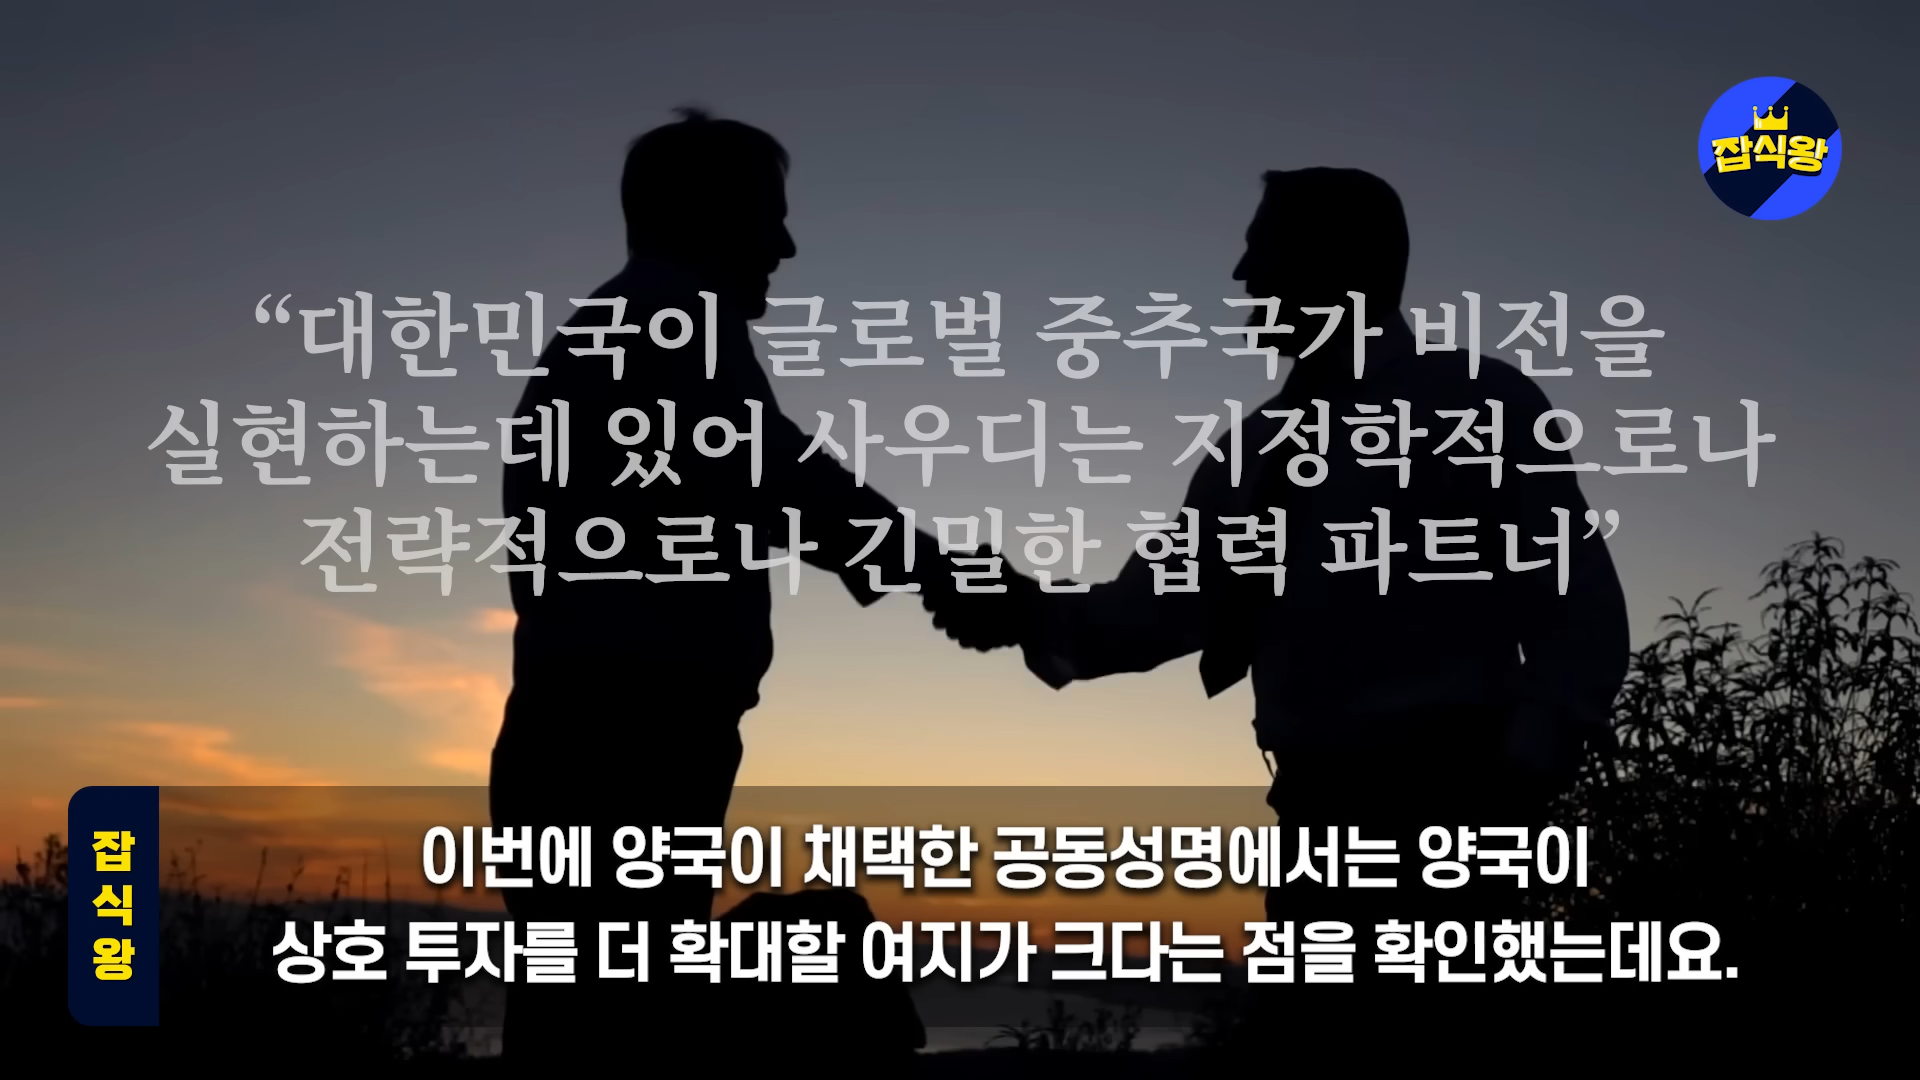 잡식왕
“대한민국이 글로벌 중추국가 비전을
실현하는데 있어 사우디는 지정학적으로나
전략적으로나 긴밀한 협력 파트너”
잡식왕
이번에 양국이 채택한 공동성명에서는 양국이
상호 투자를 더 확대할 여지가 크다는 점을 확인했는데요.